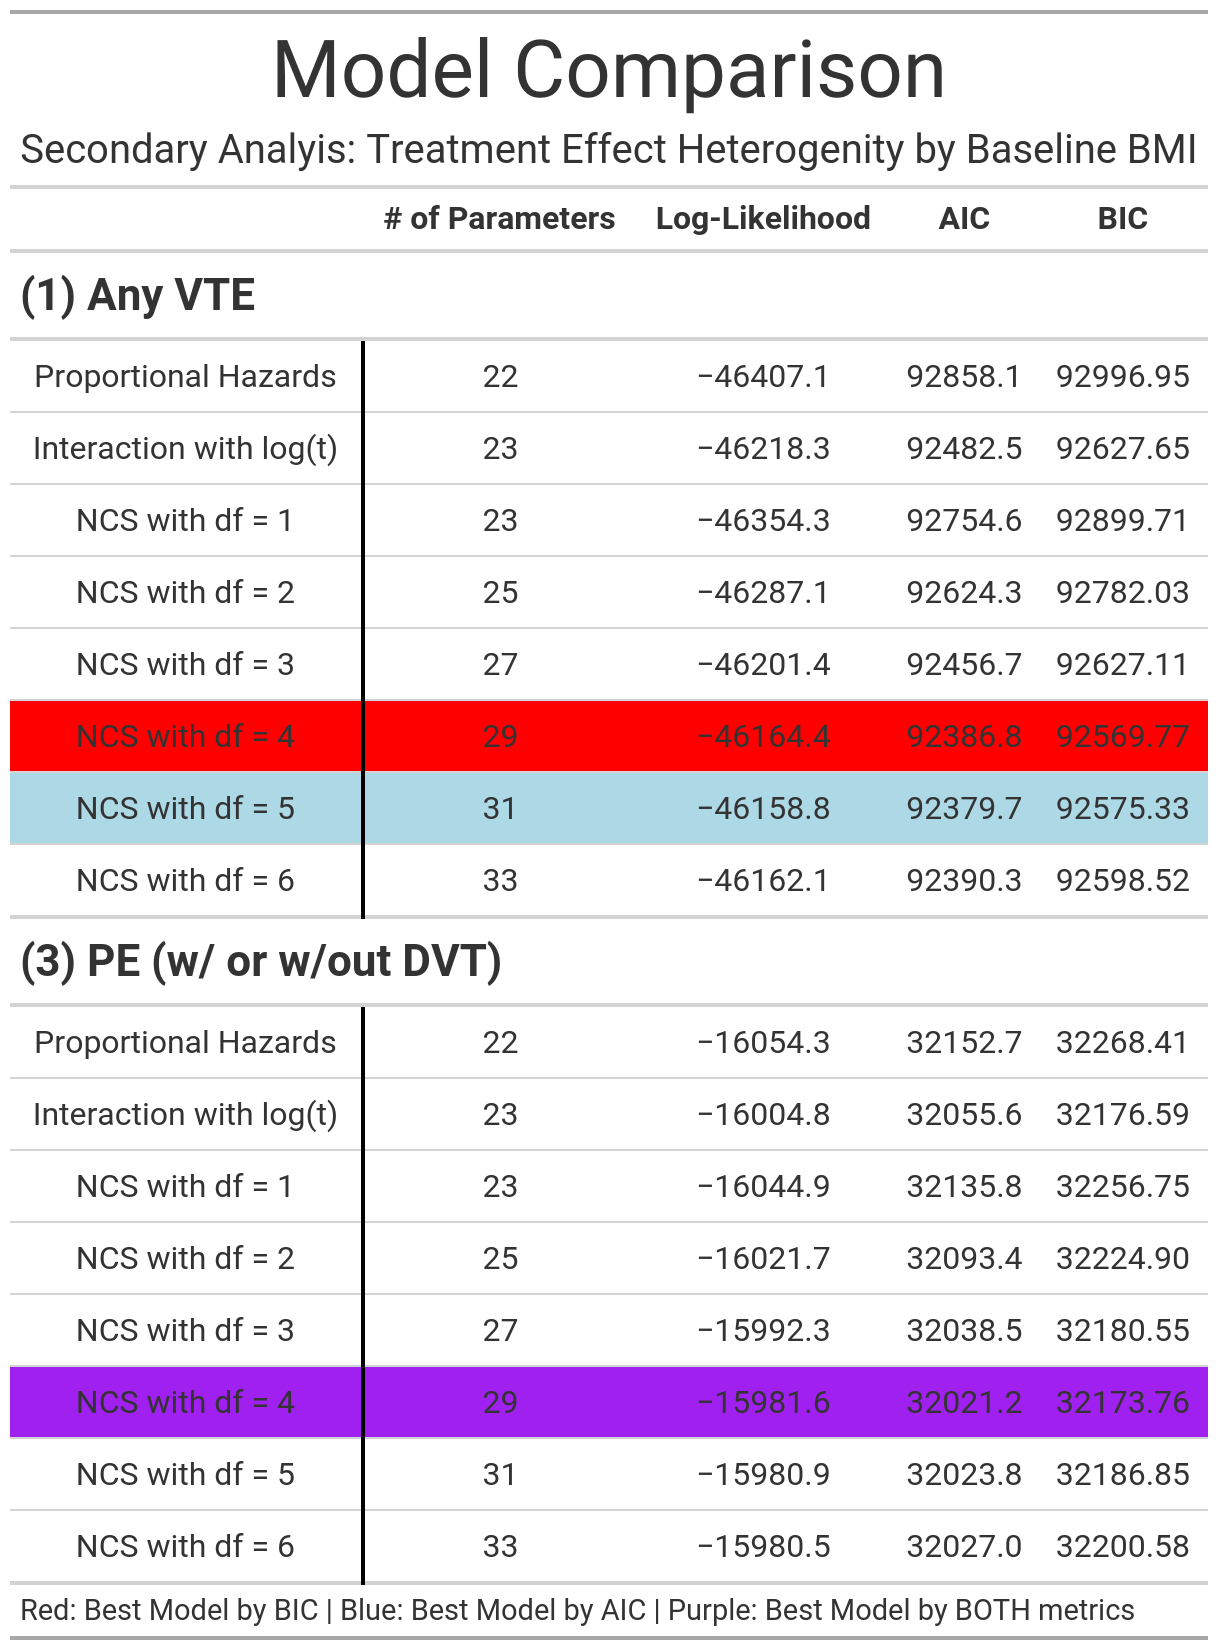 Model Comparison
Secondary Analyis: Treatment Effect Heterogenity by Baseline BMI
# of Parameters Log-Likelihood AIC BIC
(1) Any VTE
Proportional Hazards 22 −46407.1 92858.1 92996.95
Interaction with log(t) 23 −46218.3 92482.5 92627.65
NCS with df = 1 23 −46354.3 92754.6 92899.71
NCS with df = 2 25 −46287.1 92624.3 92782.03
NCS with df = 3 27 −46201.4 92456.7 92627.11
NCS with df = 4 29 −46164.4 92386.8 92569.77
NCS with df = 5 31 −46158.8 92379.7 92575.33
NCS with df = 6 33 −46162.1 92390.3 92598.52
(3) PE (w/ or w/out DVT)
Proportional Hazards 22 −16054.3 32152.7 32268.41
Interaction with log(t) 23 −16004.8 32055.6 32176.59
NCS with df = 1 23 −16044.9 32135.8 32256.75
NCS with df = 2 25 −16021.7 32093.4 32224.90
NCS with df = 3 27 −15992.3 32038.5 32180.55
NCS with df = 4 29 −15981.6 32021.2 32173.76
NCS with df = 5 31 −15980.9 32023.8 32186.85
NCS with df = 6 33 −15980.5 32027.0 32200.58
Red: Best Model by BIC | Blue: Best Model by AIC | Purple: Best Model by BOTH metrics